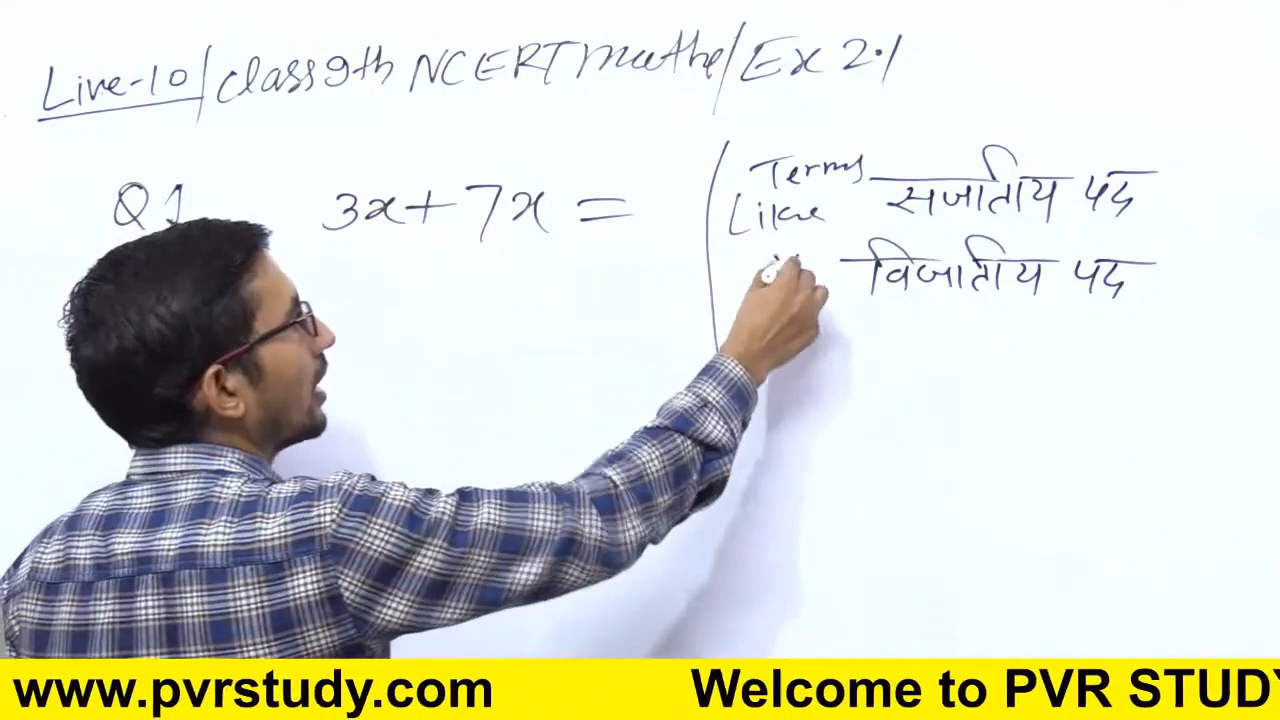 Live-10/class 9th NCERT maths/Ex 2.1
Q1 3x+7x=
Terms सजातीय पद
Like
विजातीय पद
www.pvrstudy.com Welcome to PVR STUDY